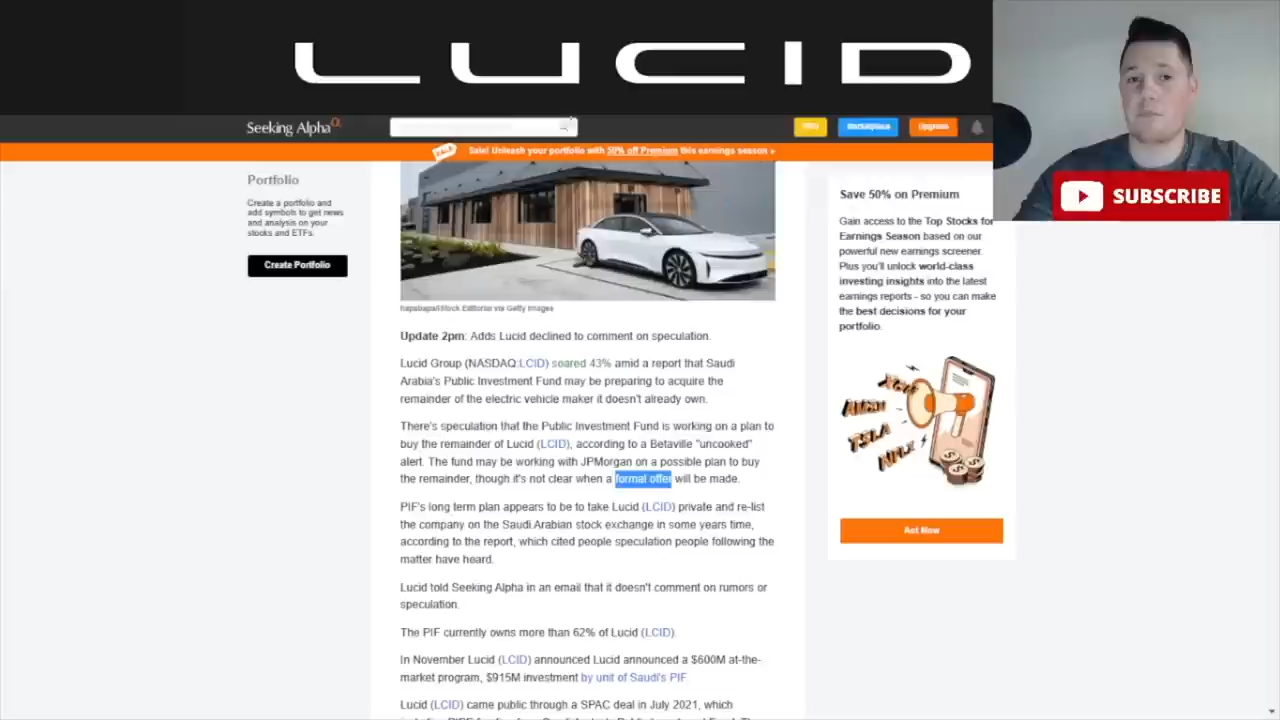 LUCID
Seeking Alpha α
Marketplace
Upgrade
SALE Sale! Unleash your portfolio with 50% off Premium this earnings season »
SUBSCRIBE
Portfolio
Create a portfolio and
add symbols to get news
and analysis on your
stocks and ETFs.
Create Portfolio
hapabapa/iStock Editorial via Getty Images
Update 2pm: Adds Lucid declined to comment on speculation.
Lucid Group (NASDAQ:LCID) soared 43% amid a report that Saudi
Arabia's Public Investment Fund may be preparing to acquire the
remainder of the electric vehicle maker it doesn't already own.
There's speculation that the Public Investment Fund is working on a plan to
buy the remainder of Lucid (LCID), according to a Betaville "uncooked"
alert. The fund may be working with JPMorgan on a possible plan to buy
the remainder, though it's not clear when a formal offer will be made.
PIF's long term plan appears to be to take Lucid (LCID) private and re-list
the company on the Saudi Arabian stock exchange in some years time,
according to the report, which cited people speculation people following the
matter have heard.
Lucid told Seeking Alpha in an email that it doesn't comment on rumors or
speculation.
The PIF currently owns more than 62% of Lucid (LCID).
In November Lucid (LCID) announced Lucid announced a $600M at-the-
market program, $915M investment by unit of Saudi's PIF.
Lucid (LCID) came public through a SPAC deal in July 2021, which
Save 50% on Premium
Gain access to the Top Stocks for
Earnings Season based on our
powerful new earnings screener.
Plus you'll unlock world-class
investing insights into the latest
earnings reports - so you can make
the best decisions for your
portfolio.
AMZN
TSLA
NFLX
Act Now